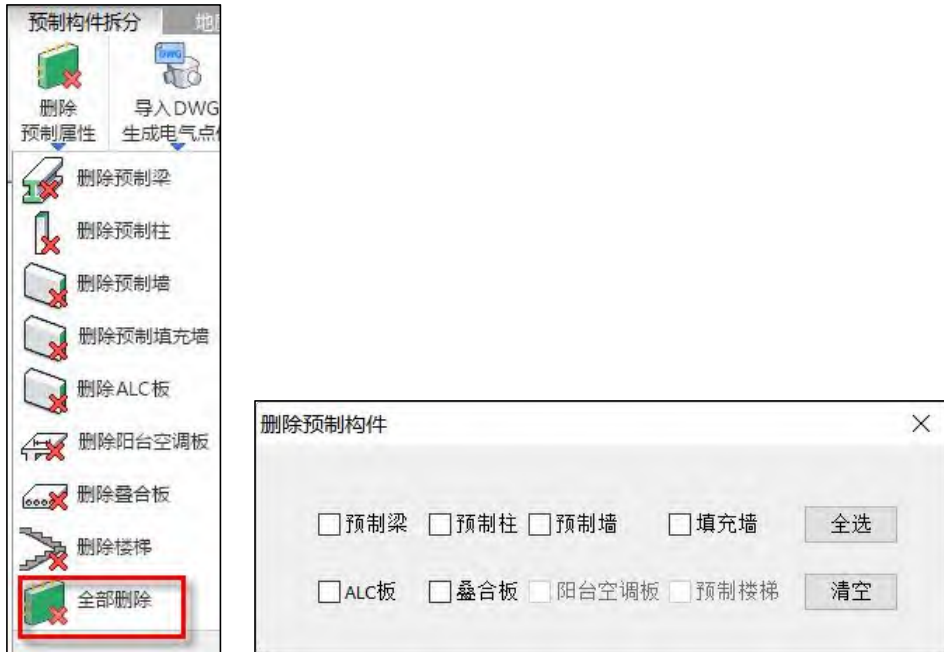 预制构件拆分
删除
预制属性
导入DWG
生成电气点
删除预制梁
删除预制柱
删除预制墙
删除预制填充墙
删除ALC板
删除阳台空调板
删除叠合板
删除楼梯
全部删除
删除预制构件
预制梁 预制柱 预制墙 填充墙 全选
ALC板 叠合板 阳台空调板 预制楼梯 清空